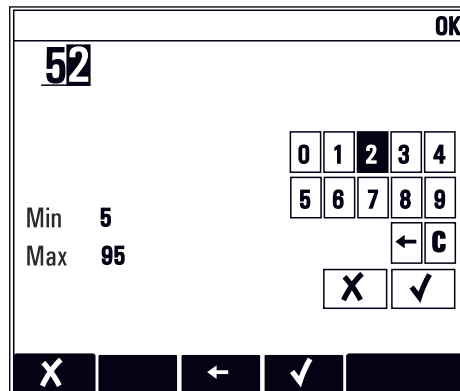 OK
52
0 1 2 3 4
5 6 7 8 9
Min 5
← C
Max 95
X ✓
X ← ✓